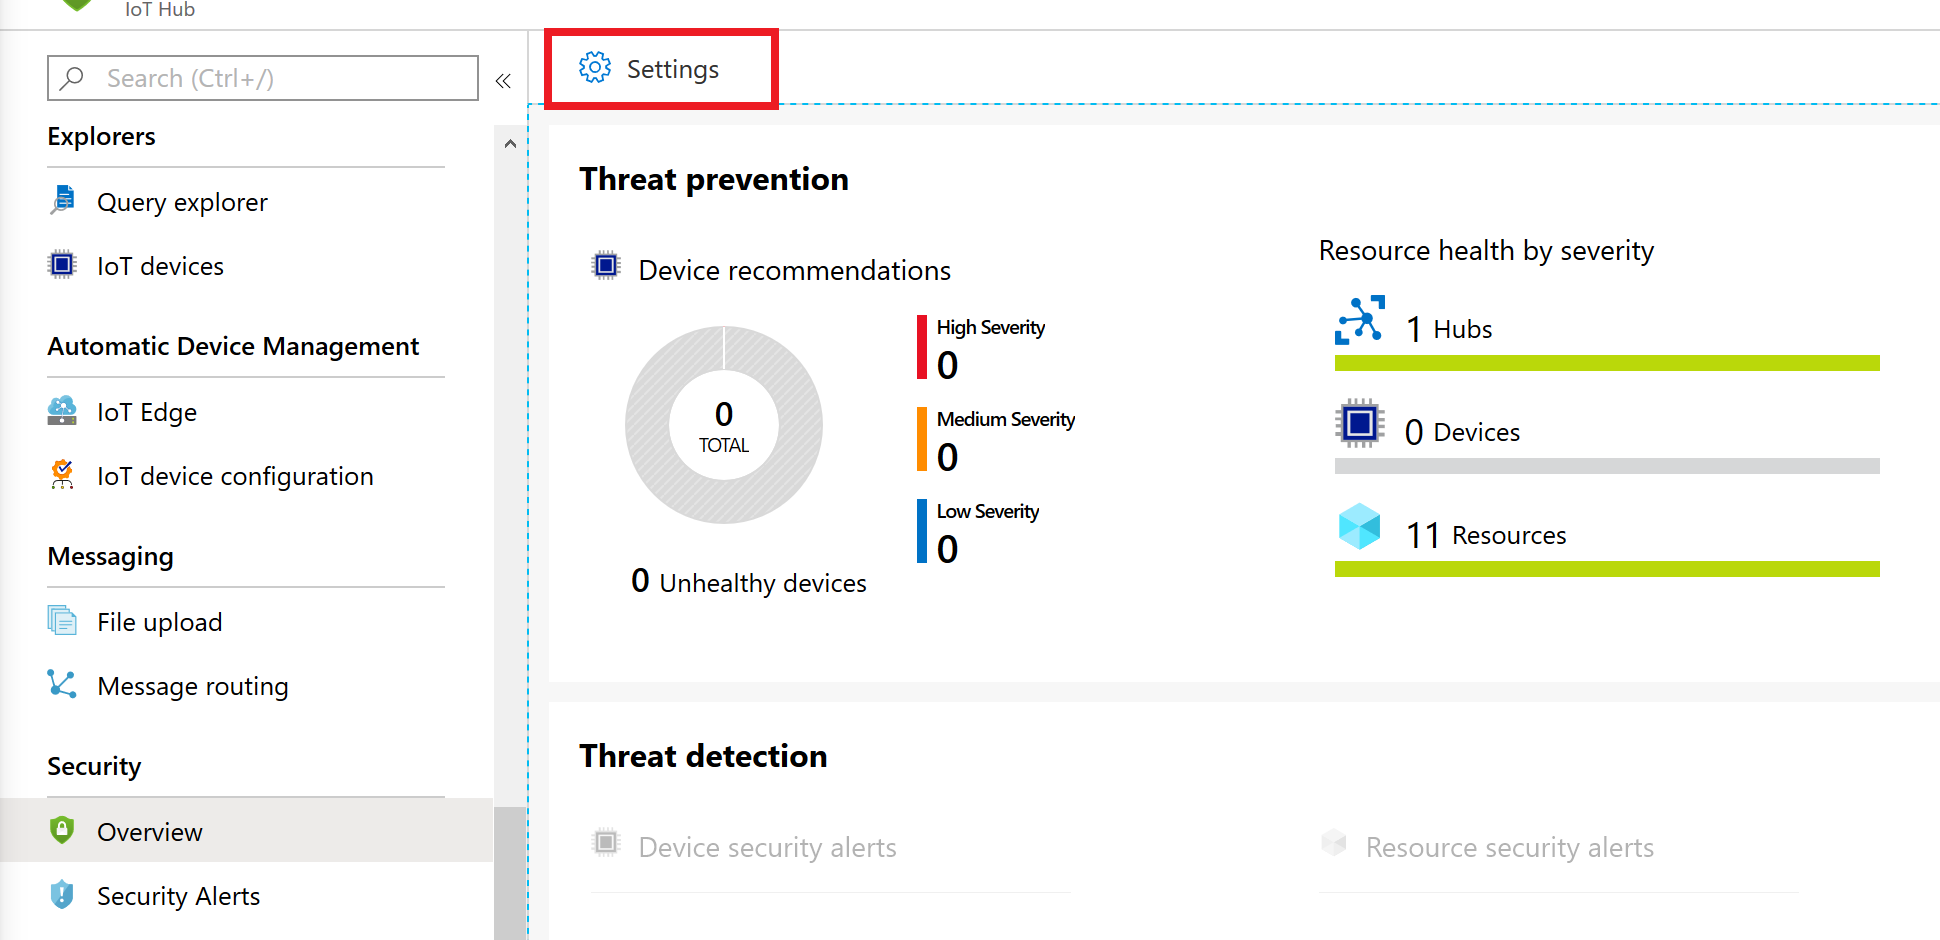 IoT Hub
Search (Ctrl+/)
«
Settings
Explorers
Query explorer
IoT devices
Automatic Device Management
IoT Edge
IoT device configuration
Messaging
File upload
Message routing
Security
Overview
Security Alerts
Threat prevention
Device recommendations
0
TOTAL
High Severity
0
Medium Severity
0
Low Severity
0
0 Unhealthy devices
Resource health by severity
1 Hubs
0 Devices
11 Resources
Threat detection
Device security alerts
Resource security alerts